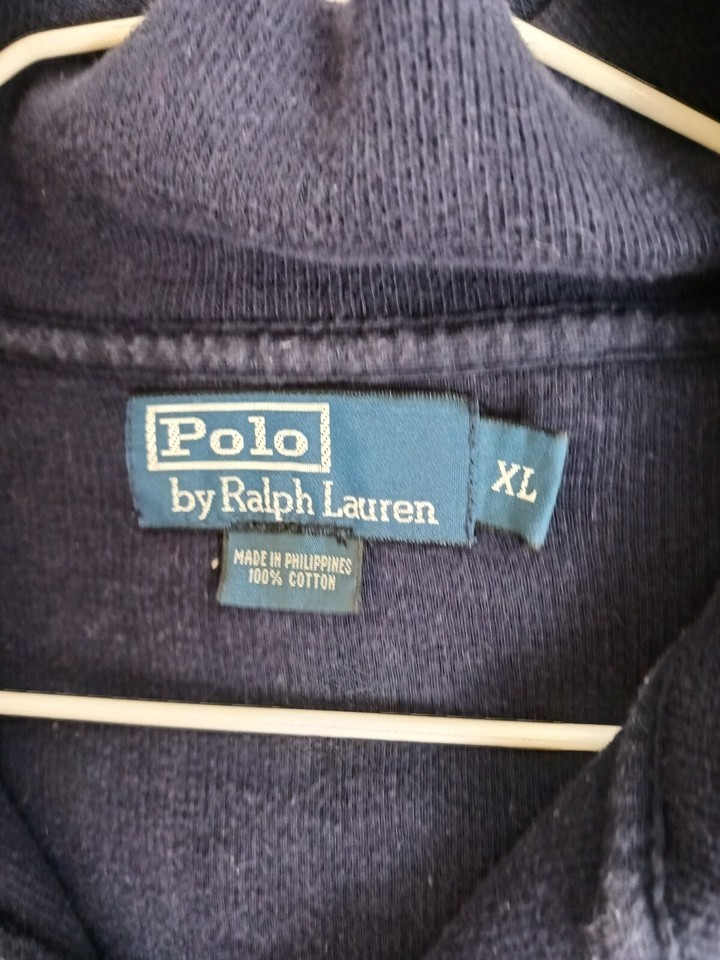 Polo
by Ralph Lauren
XL
MADE IN PHILIPPINES
100% COTTON